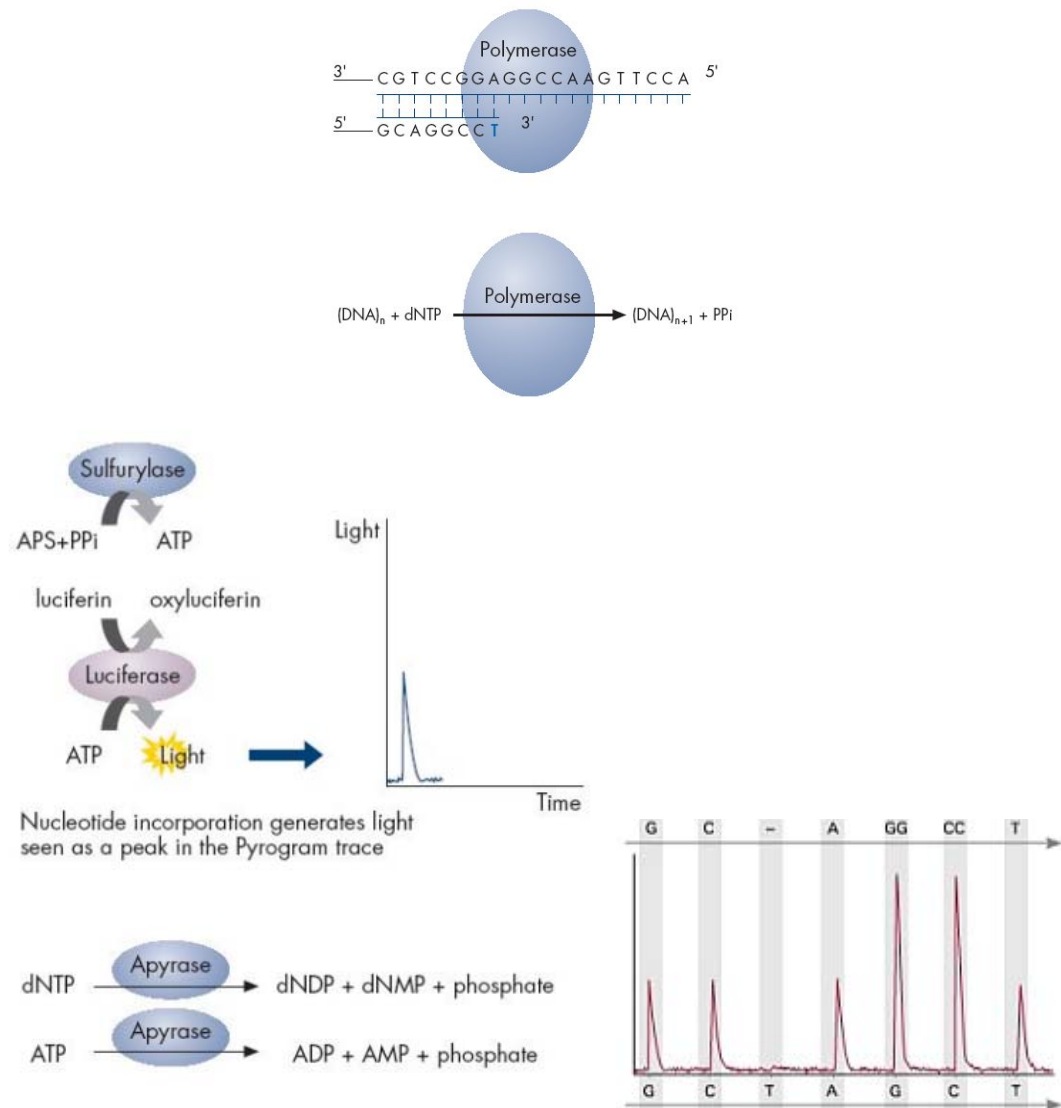 Polymerase
3' CGTCCGGAGGCCAAGTTCCA 5'
5' GCAGGCCT 3'
Polymerase
(DNA)n + dNTP (DNA)n+1 + PPi
Sulfurylase
APS+PPi ATP
luciferin oxyluciferin
Luciferase
ATP Light
Light
Time
Nucleotide incorporation generates light
seen as a peak in the Pyrogram trace
G C – A GG CC T
G C T A G C T
Apyrase
dNTP dNDP + dNMP + phosphate
Apyrase
ATP ADP + AMP + phosphate